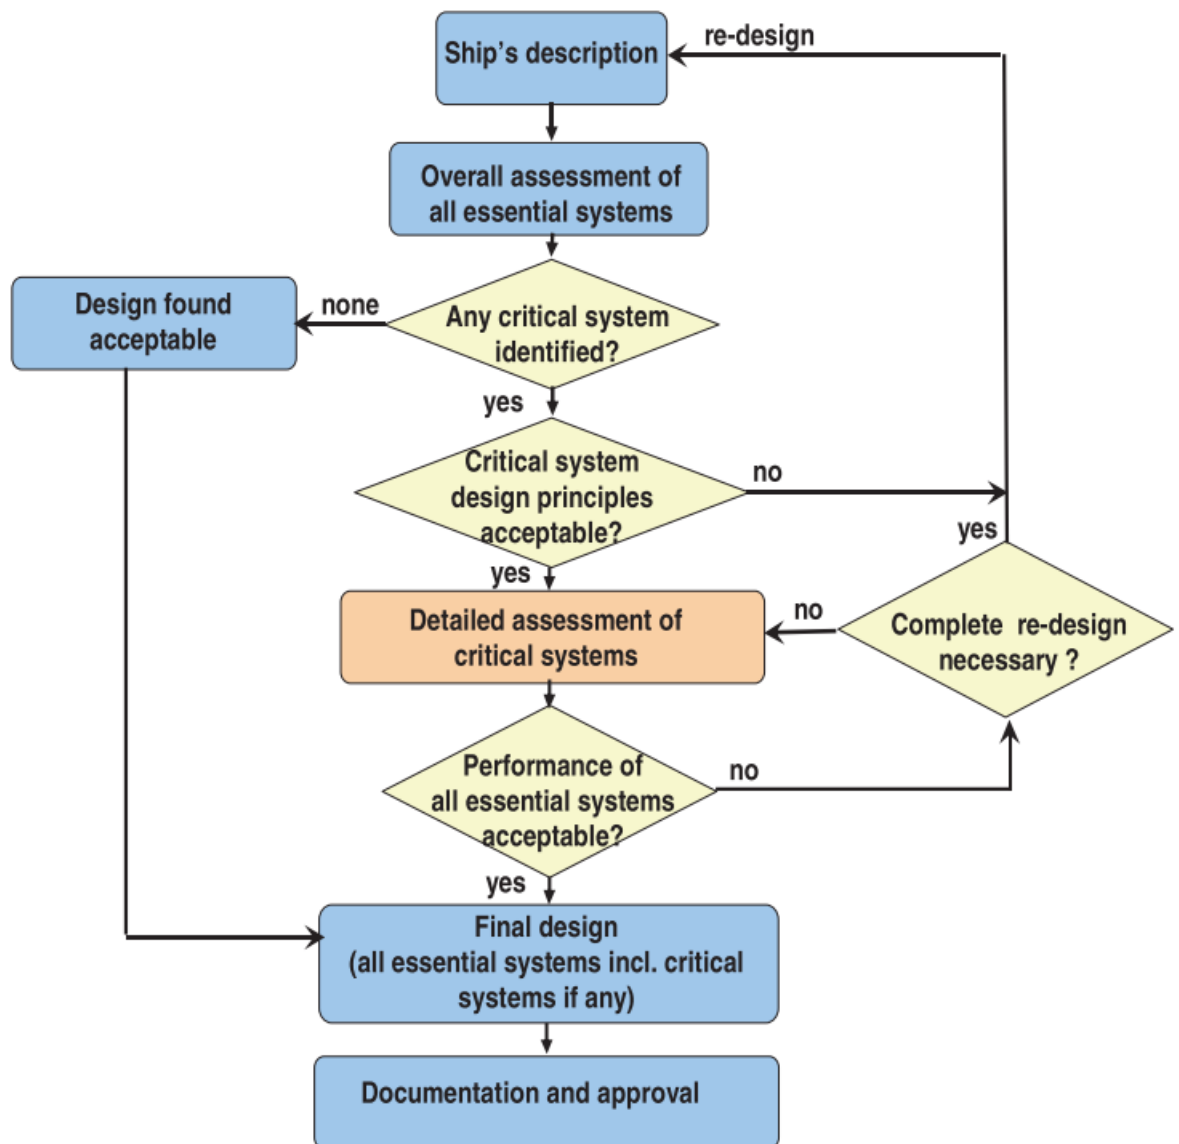 Ship's description
re-design
Overall assessment of
all essential systems
Design found
acceptable
none
Any critical system
identified?
yes
Critical system
design principles
acceptable?
no
yes
yes
Detailed assessment of
critical systems
no
Complete re-design
necessary ?
Performance of
all essential systems
acceptable?
no
yes
Final design
(all essential systems incl. critical
systems if any)
Documentation and approval